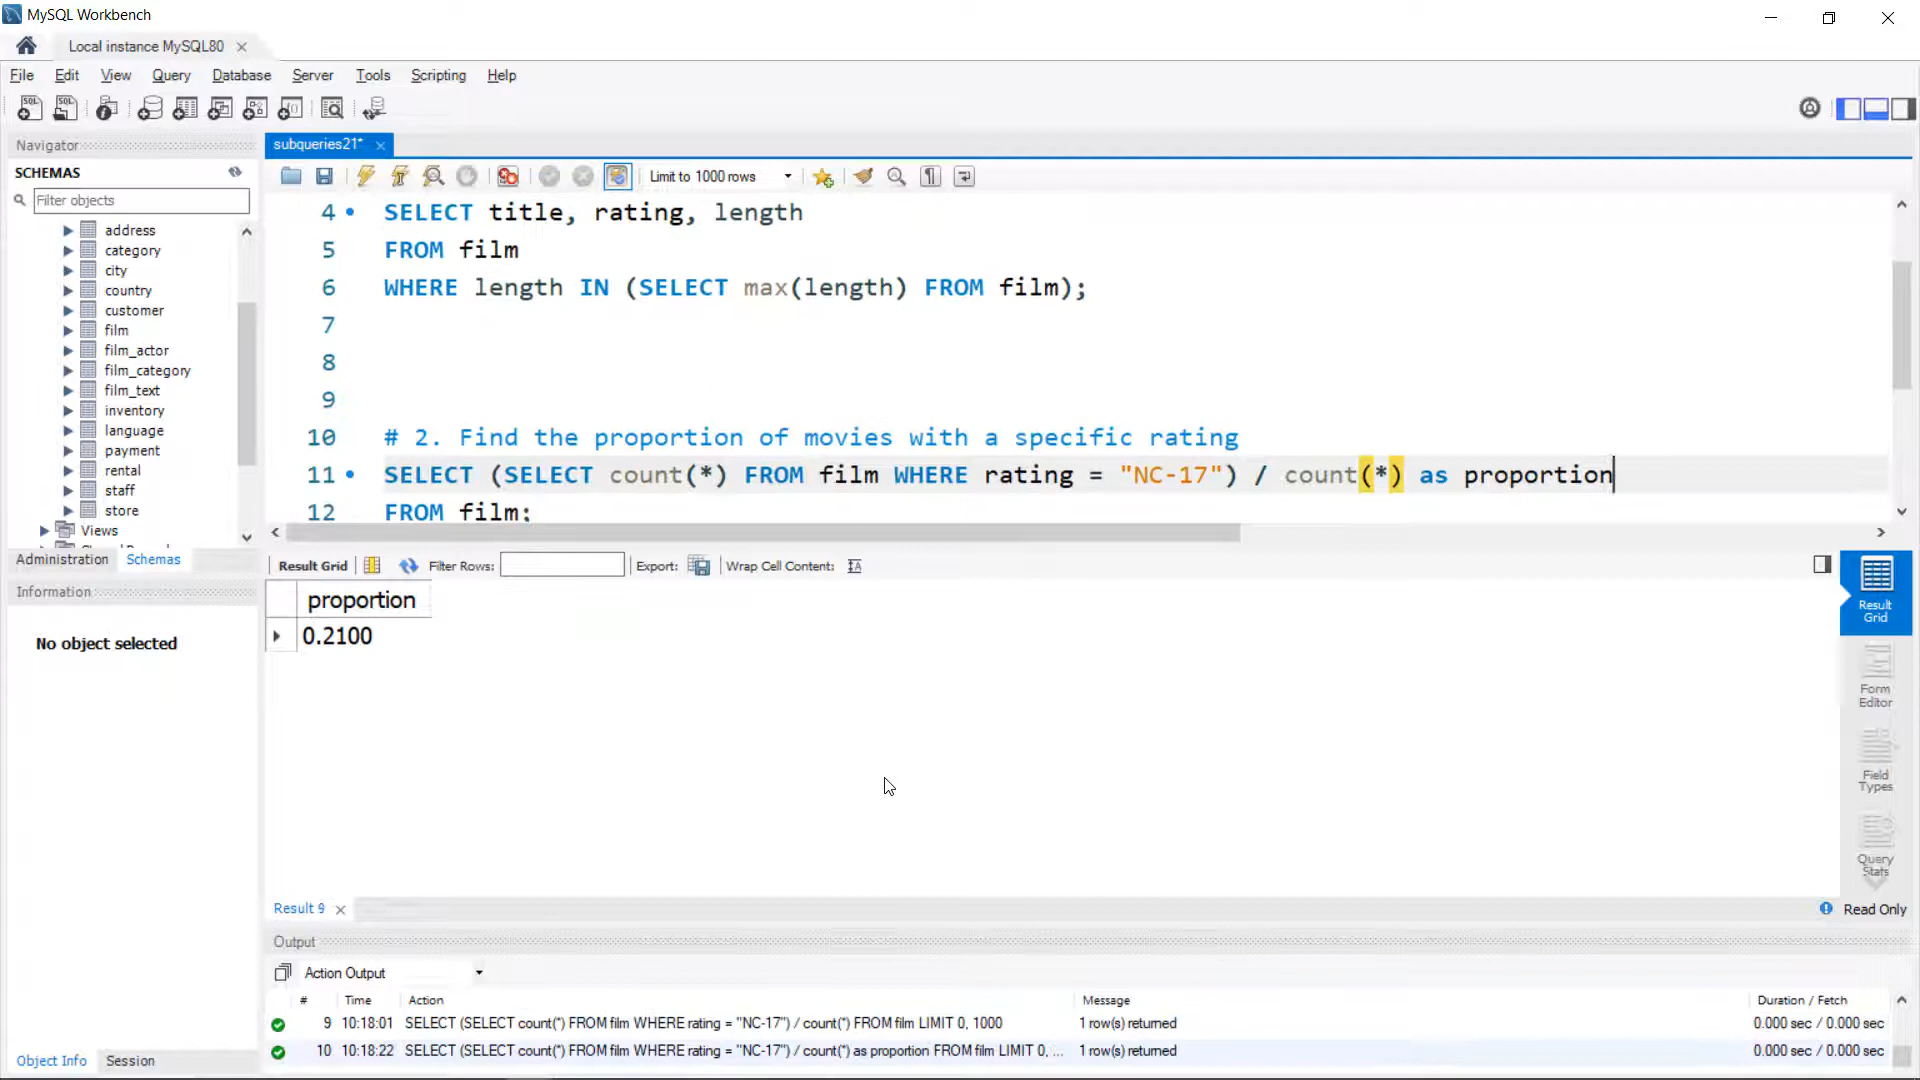 MySQL Workbench
Local instance MySQL80
File Edit View Query Database Server Tools Scripting Help
Navigator
SCHEMAS
Filter objects
address
category
city
country
customer
film
film_actor
film_category
film_text
inventory
language
payment
rental
staff
store
Views
Administration Schemas
Information
No object selected
Object Info Session
subqueries21*
Limit to 1000 rows
4 SELECT title, rating, length
5 FROM film
6 WHERE length IN (SELECT max(length) FROM film);
7
8
9
10 # 2. Find the proportion of movies with a specific rating
11 SELECT (SELECT count(*) FROM film WHERE rating = "NC-17") / count(*) as proportion
12 FROM film;
Result Grid Filter Rows: Export: Wrap Cell Content:
proportion
0.2100
Result Grid
Form Editor
Field Types
Query Stats
Result 9 Read Only
Output
Action Output
# Time Action Message Duration / Fetch
9 10:18:01 SELECT (SELECT count(*) FROM film WHERE rating = "NC-17") / count(*) FROM film LIMIT 0, 1000 1 row(s) returned 0.000 sec / 0.000 sec
10 10:18:22 SELECT (SELECT count(*) FROM film WHERE rating = "NC-17") / count(*) as proportion FROM film LIMIT 0, ... 1 row(s) returned 0.000 sec / 0.000 sec